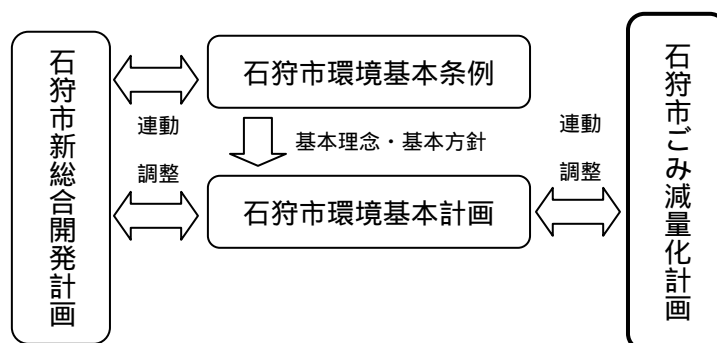 石狩市新総合開発計画
連動
調整
石狩市環境基本条例
基本理念・基本方針
石狩市環境基本計画
連動
調整
石狩市ごみ減量化計画